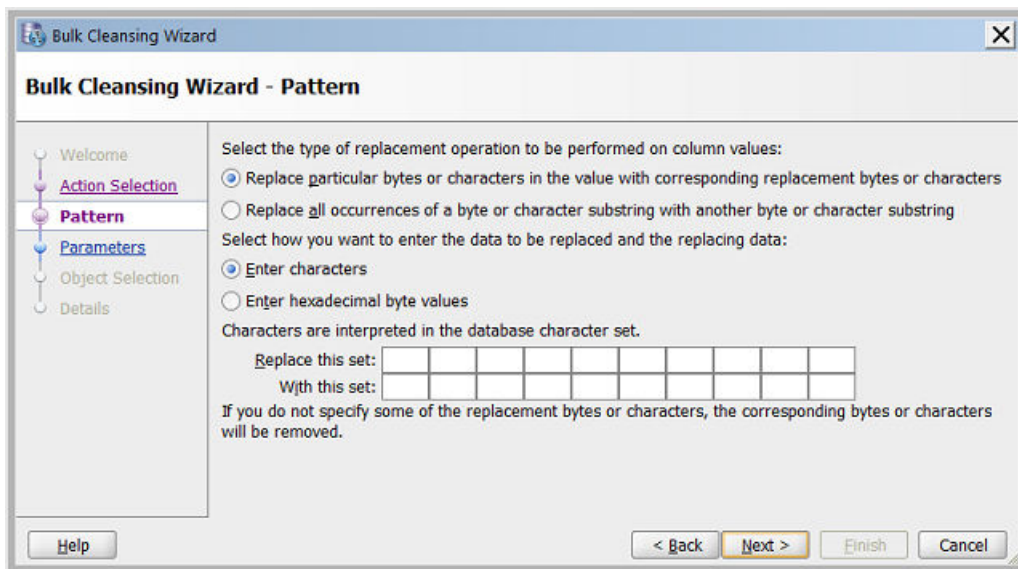 Bulk Cleansing Wizard
Bulk Cleansing Wizard - Pattern
Welcome
Action Selection
Pattern
Parameters
Object Selection
Details
Select the type of replacement operation to be performed on column values:
Replace particular bytes or characters in the value with corresponding replacement bytes or characters
Replace all occurrences of a byte or character substring with another byte or character substring
Select how you want to enter the data to be replaced and the replacing data:
Enter characters
Enter hexadecimal byte values
Characters are interpreted in the database character set.
Replace this set:
With this set:
If you do not specify some of the replacement bytes or characters, the corresponding bytes or characters
will be removed.
Help
< Back
Next >
Finish
Cancel